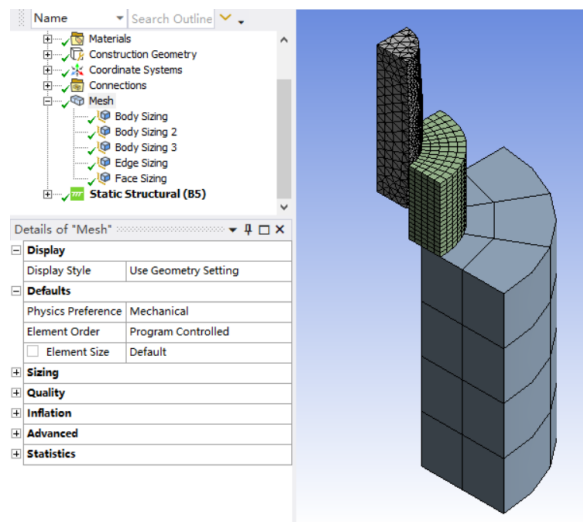 Name Search Outline
Materials
Construction Geometry
Coordinate Systems
Connections
Mesh
Body Sizing
Body Sizing 2
Body Sizing 3
Edge Sizing
Face Sizing
Static Structural (B5)
Details of "Mesh"
Display
Display Style Use Geometry Setting
Defaults
Physics Preference Mechanical
Element Order Program Controlled
Element Size Default
Sizing
Quality
Inflation
Advanced
Statistics